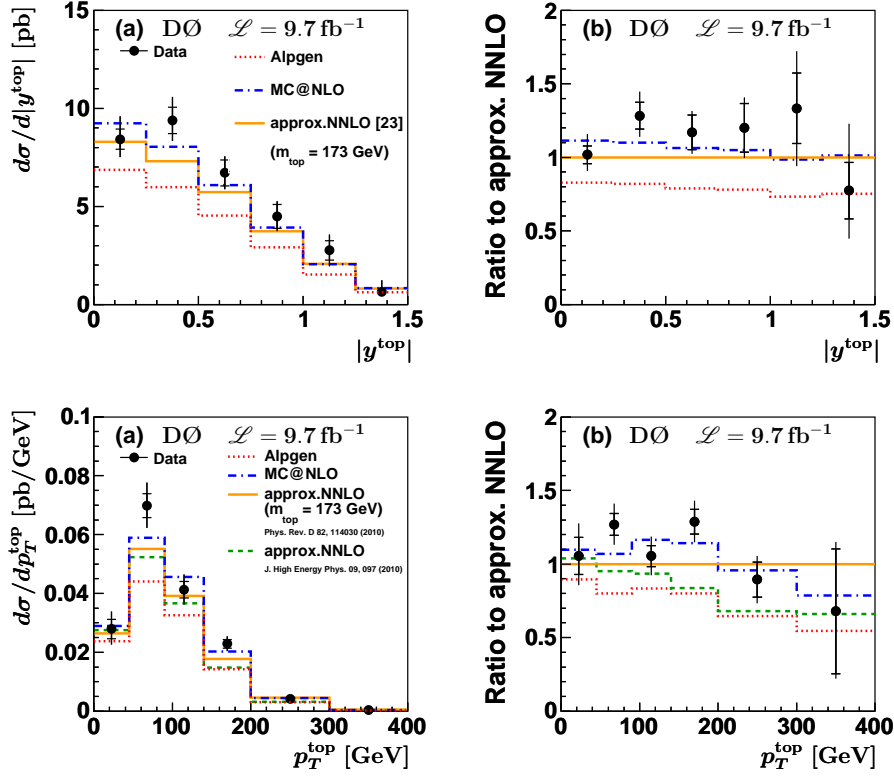 (a) DØ ℒ = 9.7 fb⁻¹
Data
Alpgen
MC@NLO
approx.NNLO [23]
(m_top = 173 GeV)
dσ/d|y^top| [pb]
15
10
5
0
0 0.5 1 1.5
|y^top|
(b) DØ ℒ = 9.7 fb⁻¹
Ratio to approx. NNLO
2
1.5
1
0.5
0
0 0.5 1 1.5
|y^top|
(a) DØ ℒ = 9.7 fb⁻¹
Data
Alpgen
MC@NLO
approx.NNLO
(m_top = 173 GeV)
Phys. Rev. D 82, 114030 (2010)
approx.NNLO
J. High Energy Phys. 09, 097 (2010)
dσ/dp_T^top [pb/GeV]
0.1
0.08
0.06
0.04
0.02
0
0 100 200 300 400
p_T^top [GeV]
(b) DØ ℒ = 9.7 fb⁻¹
Ratio to approx. NNLO
2
1.5
1
0.5
0
0 100 200 300 400
p_T^top [GeV]